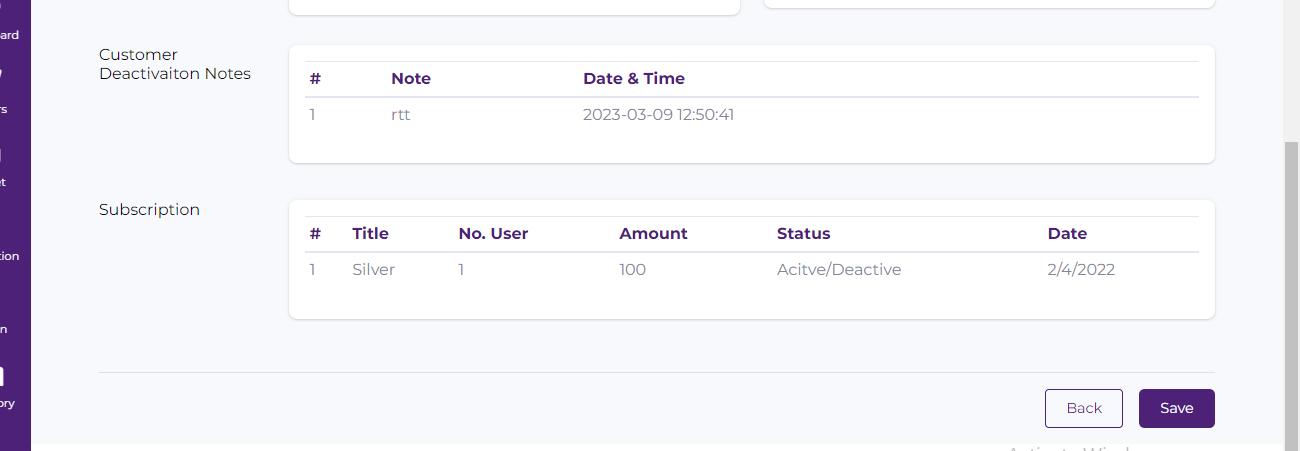 ard
Customer
Deactivaiton Notes
# Note Date & Time
rs
1 rtt 2023-03-09 12:50:41
et
Subscription
# Title No. User Amount Status Date
tion
1 Silver 1 100 Acitve/Deactive 2/4/2022
n
ory
Back Save